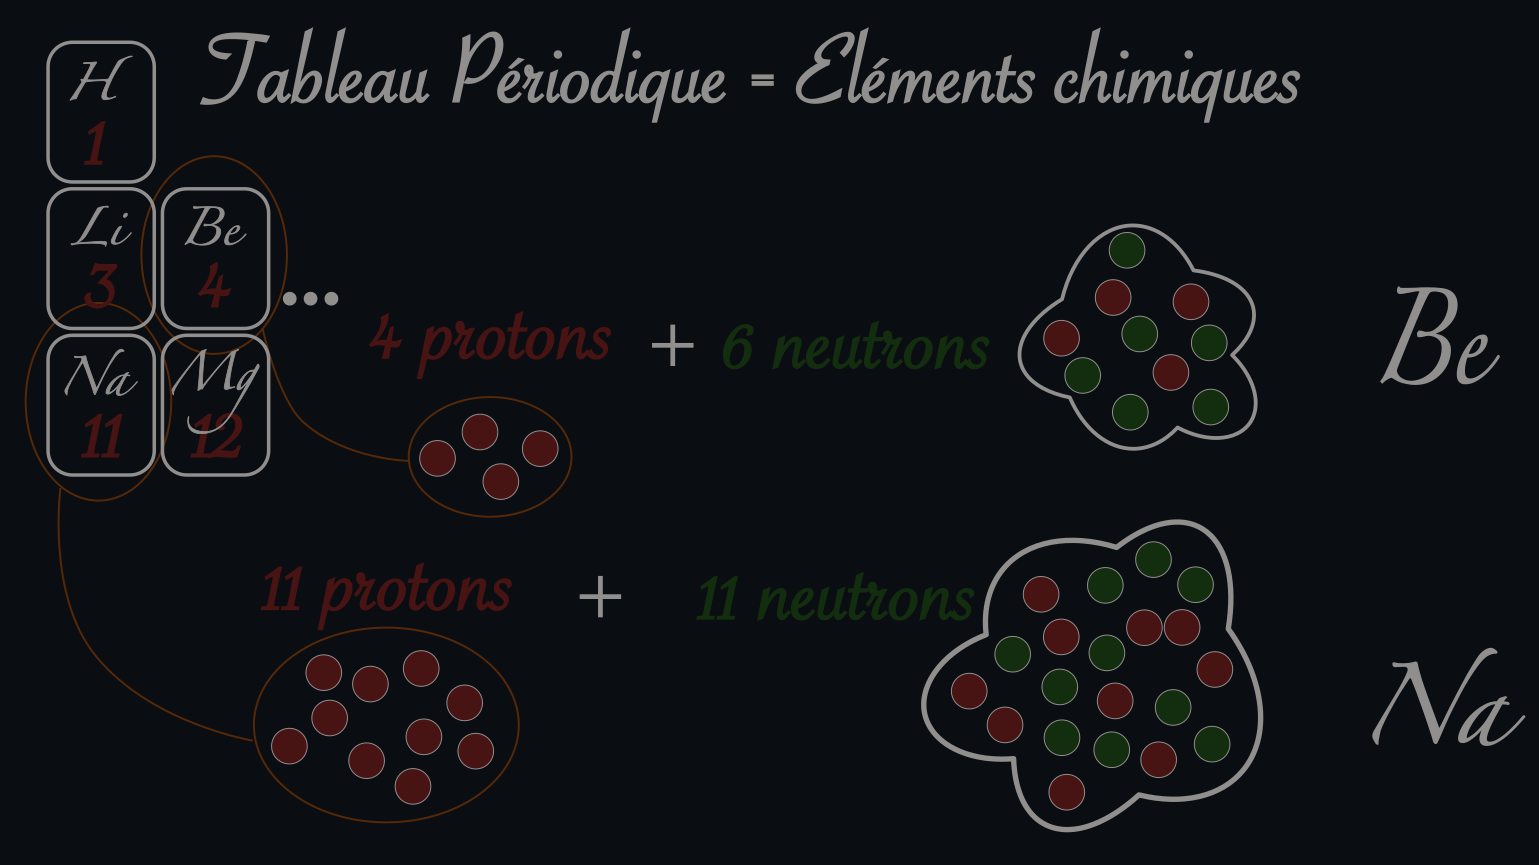 Tableau Périodique = Eléments chimiques
H
1
Li
3
Be
4
...
Na
11
Mg
12
4 protons + 6 neutrons
Be
11 protons + 11 neutrons
Na